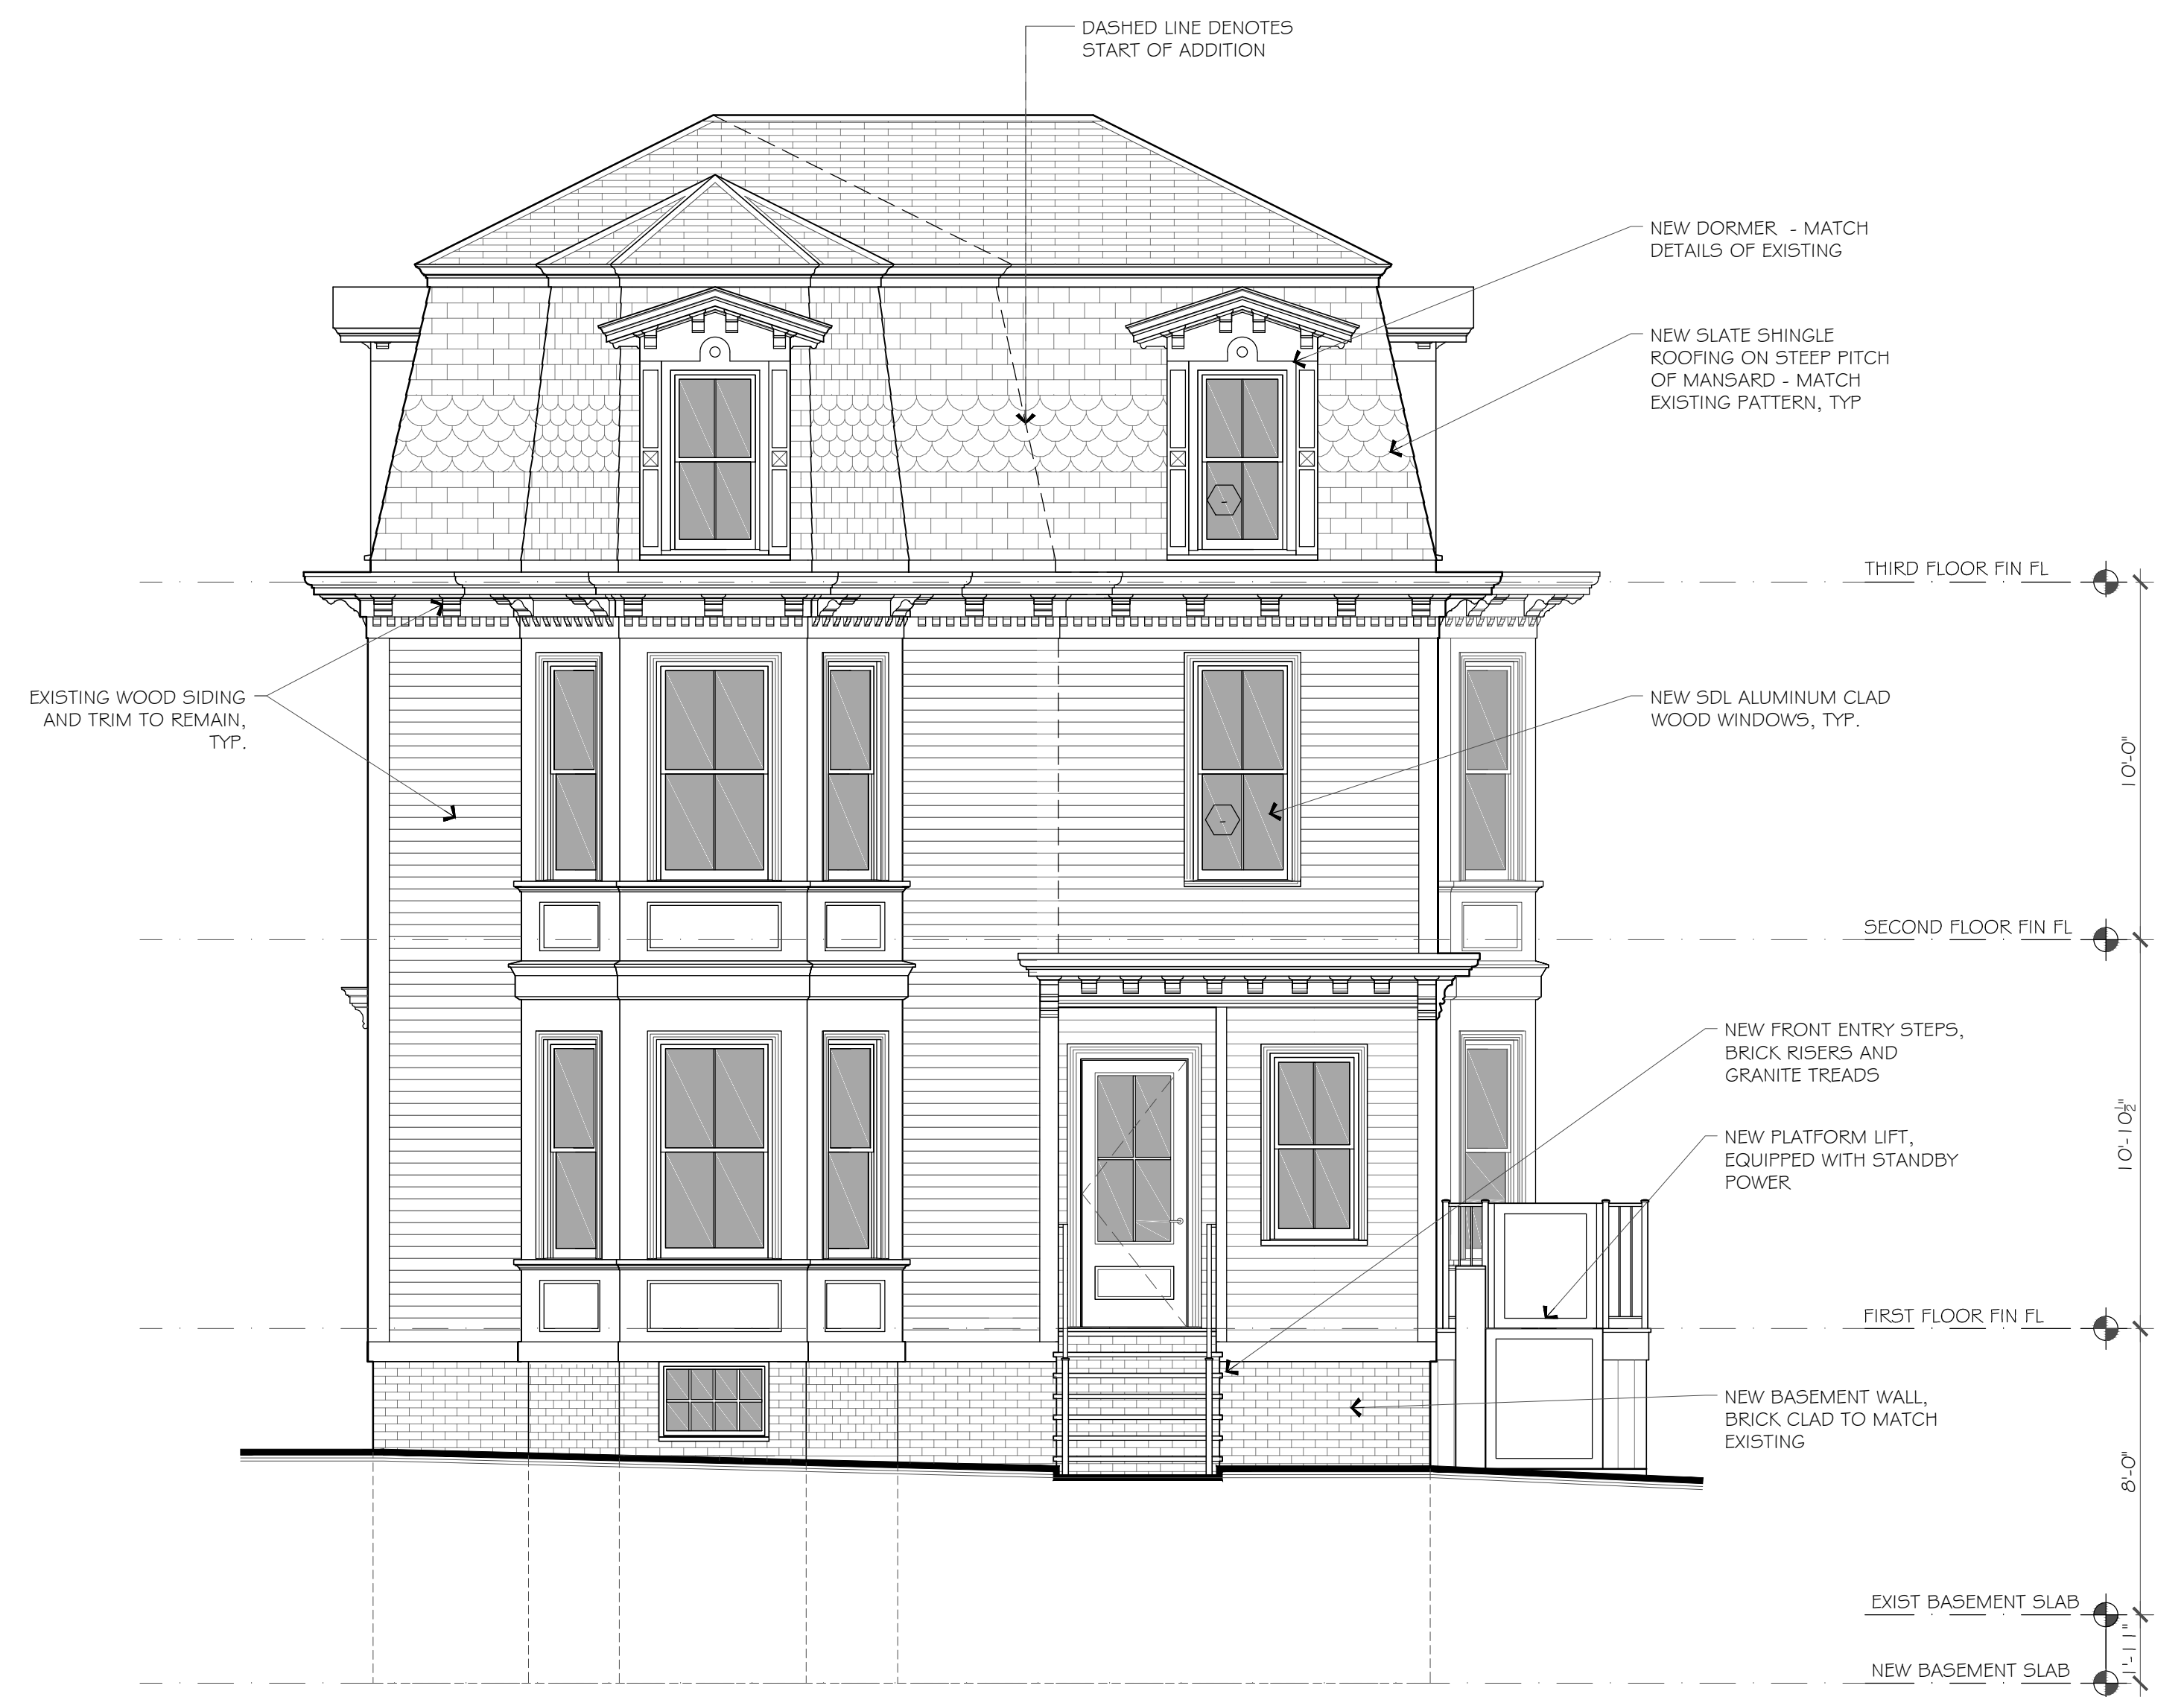 DASHED LINE DENOTES
START OF ADDITION
NEW DORMER - MATCH
DETAILS OF EXISTING
NEW SLATE SHINGLE
ROOFING ON STEEP PITCH
OF MANSARD - MATCH
EXISTING PATTERN, TYP
THIRD FLOOR FIN FL
EXISTING WOOD SIDING
AND TRIM TO REMAIN,
TYP.
NEW SDL ALUMINUM CLAD
WOOD WINDOWS, TYP.
10'-0"
SECOND FLOOR FIN FL
NEW FRONT ENTRY STEPS,
BRICK RISERS AND
GRANITE TREADS
10'-10½"
NEW PLATFORM LIFT,
EQUIPPED WITH STANDBY
POWER
FIRST FLOOR FIN FL
NEW BASEMENT WALL,
BRICK CLAD TO MATCH
EXISTING
8'-0"
EXIST BASEMENT SLAB
1'-11"
NEW BASEMENT SLAB